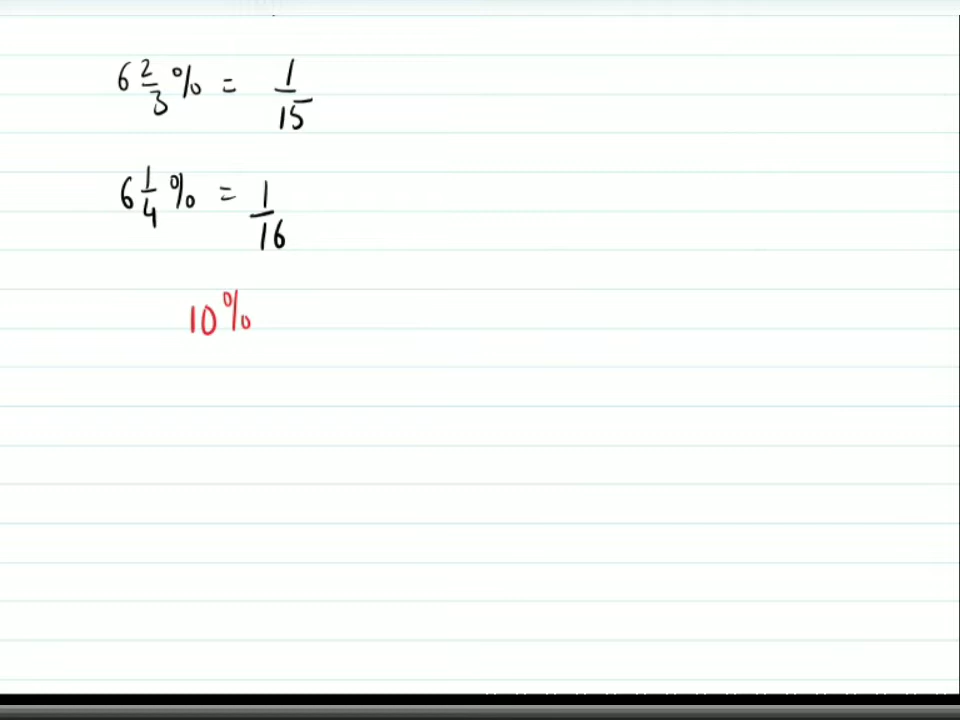 6 2/3 % = 1/15
6 1/4 % = 1/16
10%